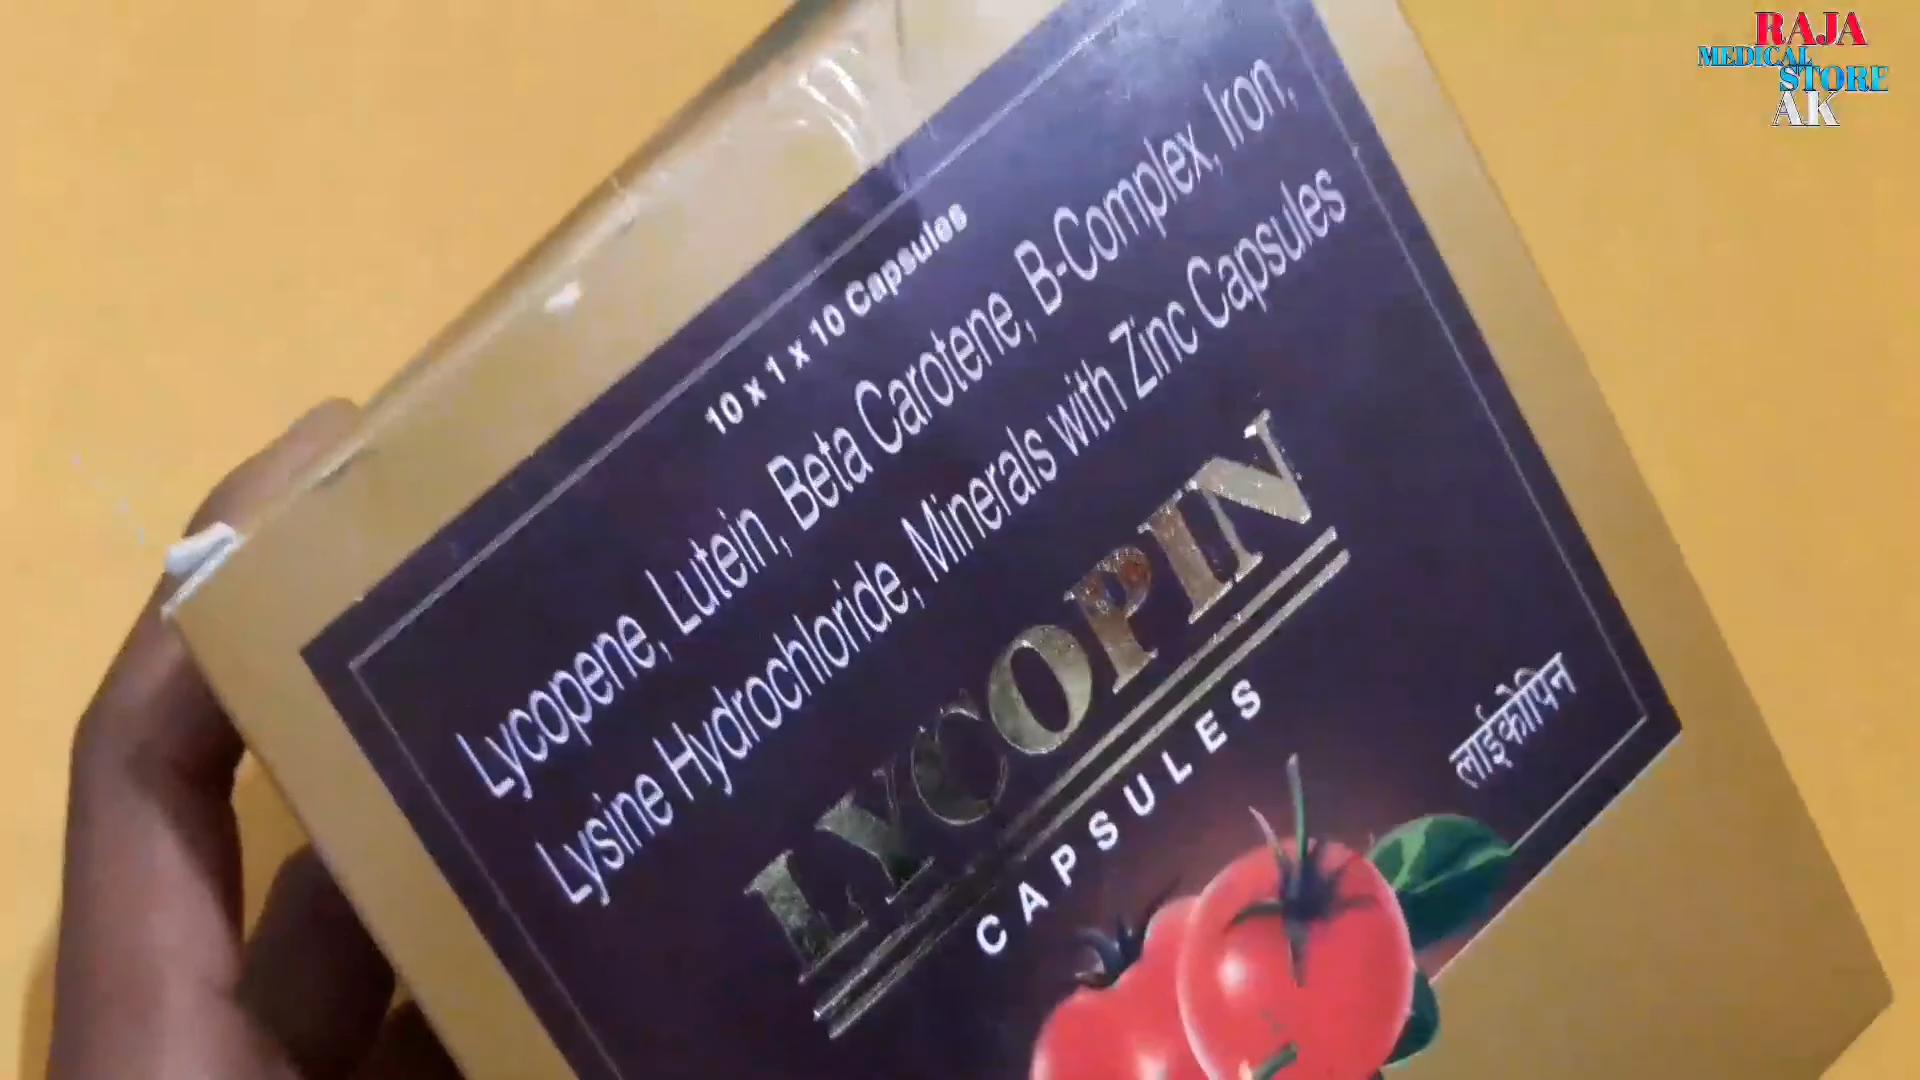 RAJA
MEDICAL
STORE
AK
10 x 1 x 10 Capsules
Lycopene, Lutein, Beta Carotene, B-Complex, Iron,
Lysine Hydrochloride, Minerals with Zinc Capsules
LYCOPIN
CAPSULES
लाईकोपिन